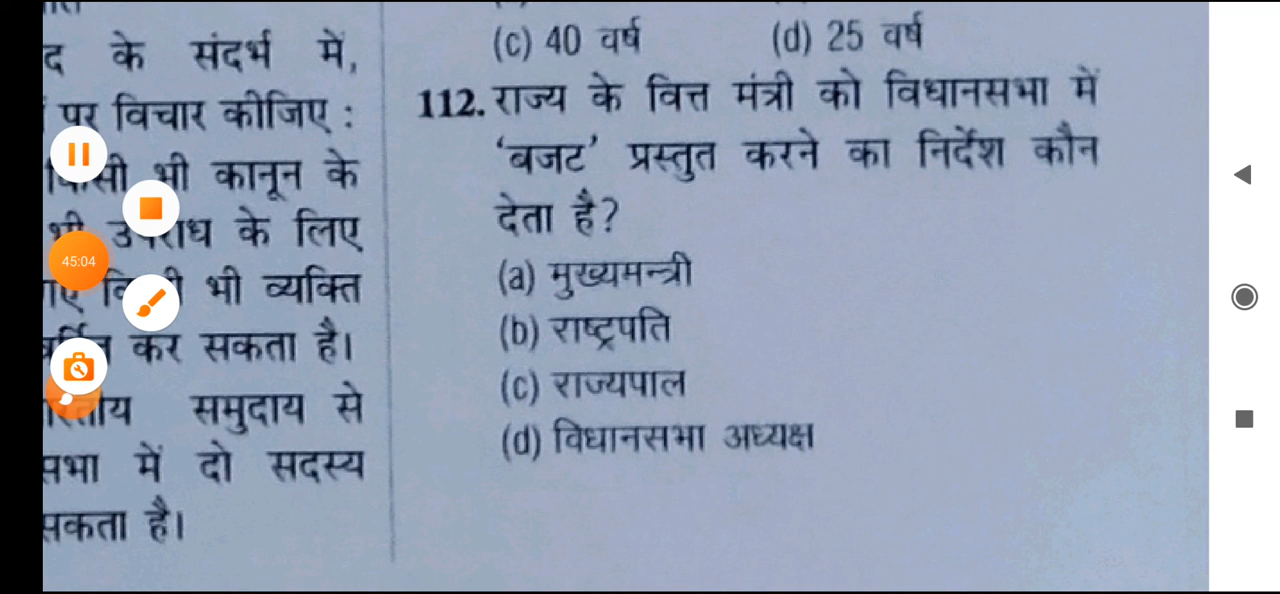 के संदर्भ में,
पर विचार कीजिए :
भी कानून के
के लिए
भी व्यक्ति
कर सकता है।
समुदाय से
में दो सदस्य
सकता है।
(c) 40 वर्ष (d) 25 वर्ष
112. राज्य के वित्त मंत्री को विधानसभा में
‘बजट’ प्रस्तुत करने का निर्देश कौन
देता है?
(a) मुख्यमन्त्री
(b) राष्ट्रपति
(c) राज्यपाल
(d) विधानसभा अध्यक्ष
45:04